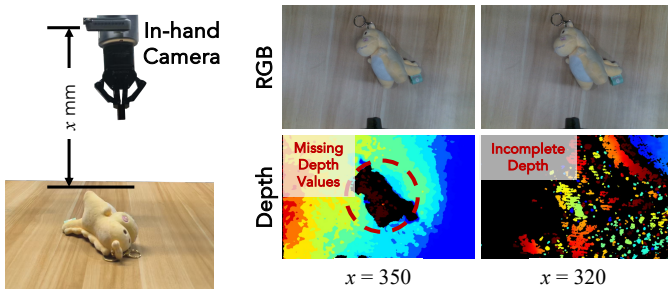 In-hand
Camera
x mm
RGB
Depth
Missing
Depth
Values
Incomplete
Depth
x = 350
x = 320